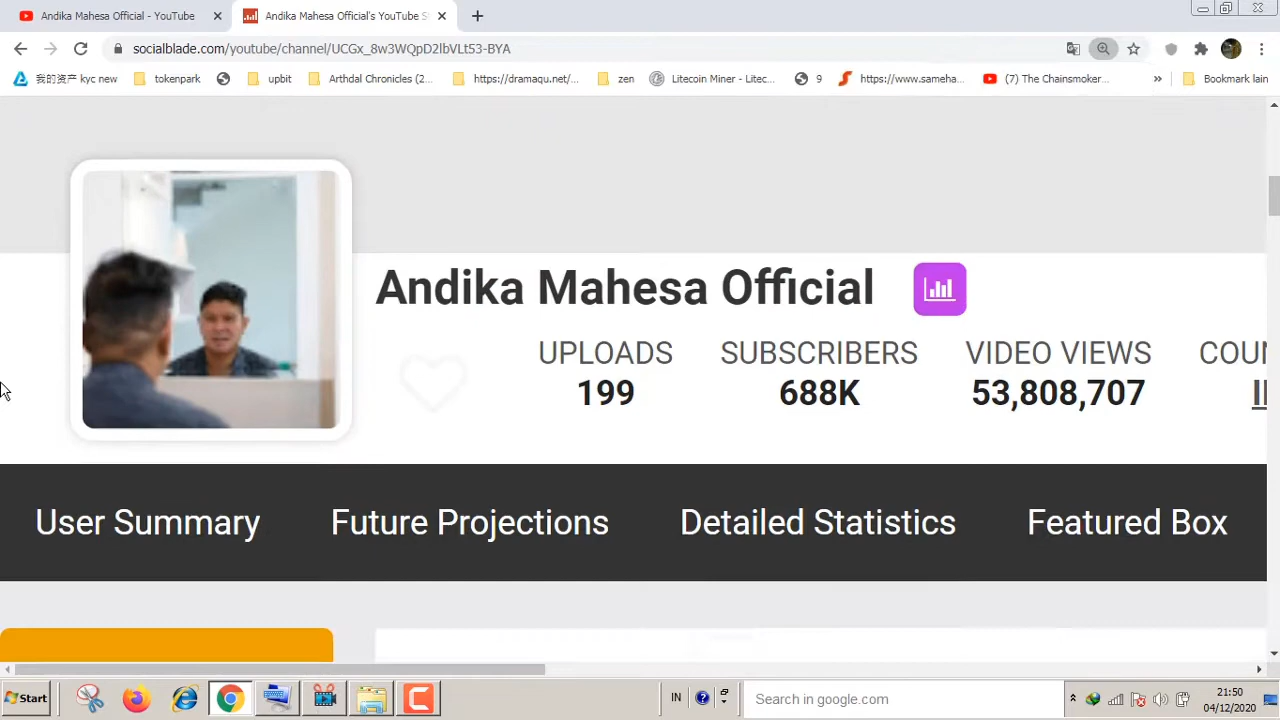 Andika Mahesa Official - YouTube
Andika Mahesa Official's YouTube S
socialblade.com/youtube/channel/UCGx_8w3WQpD2lbVLt53-BYA
我的资产 kyc new
tokenpark
upbit
Arthdal Chronicles (2...
https://dramaqu.net/...
zen
Litecoin Miner - Litec...
9
https://www.sameha...
(7) The Chainsmoker...
»
Bookmark lain
Andika Mahesa Official
UPLOADS SUBSCRIBERS VIDEO VIEWS COUN
199 688K 53,808,707
User Summary Future Projections Detailed Statistics Featured Box
Start
IN
Search in google.com
21:50
04/12/2020